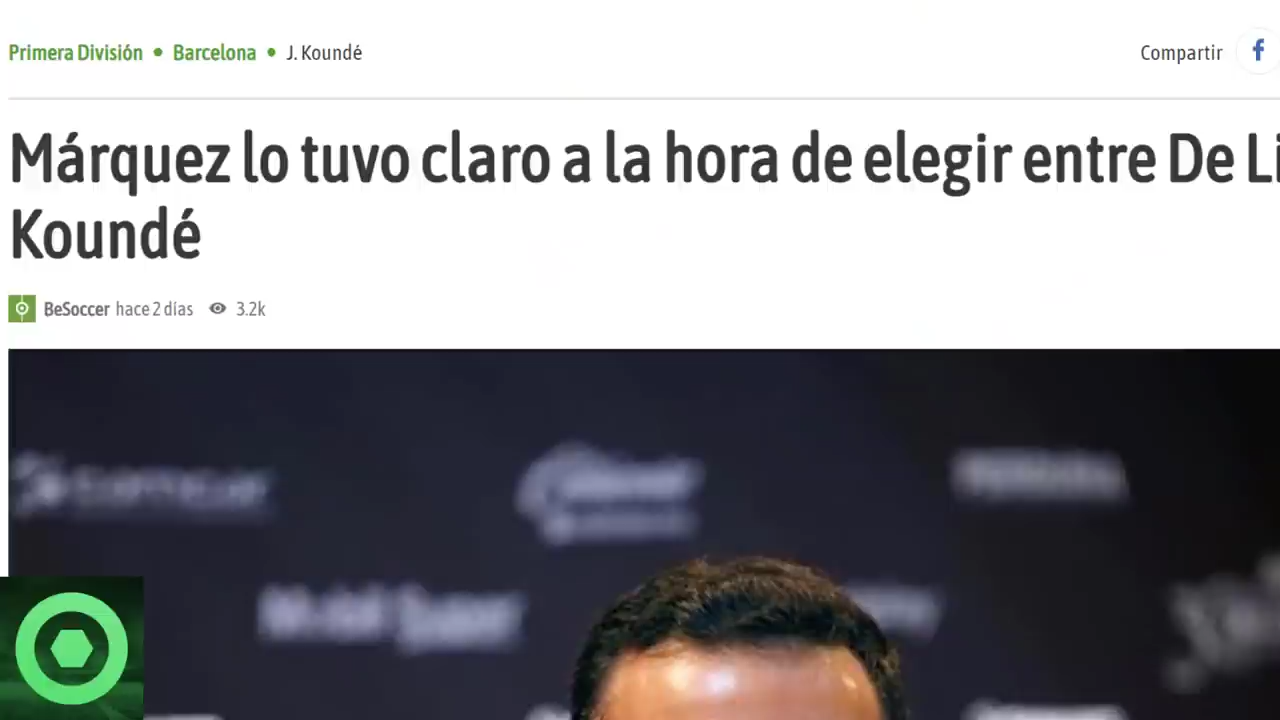 Primera División • Barcelona • J. Koundé
Compartir
Márquez lo tuvo claro a la hora de elegir entre De Li
Koundé
BeSoccer hace 2 días 3.2k